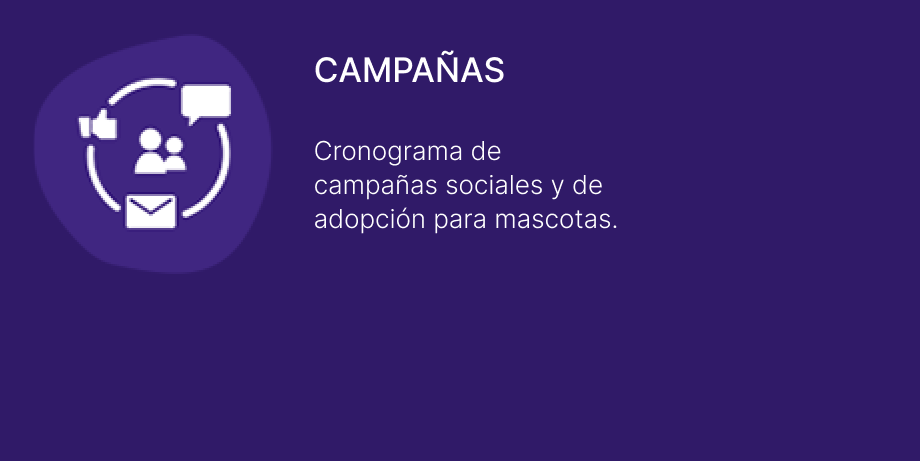 CAMPAÑAS
Cronograma de
campañas sociales y de
adopción para mascotas.